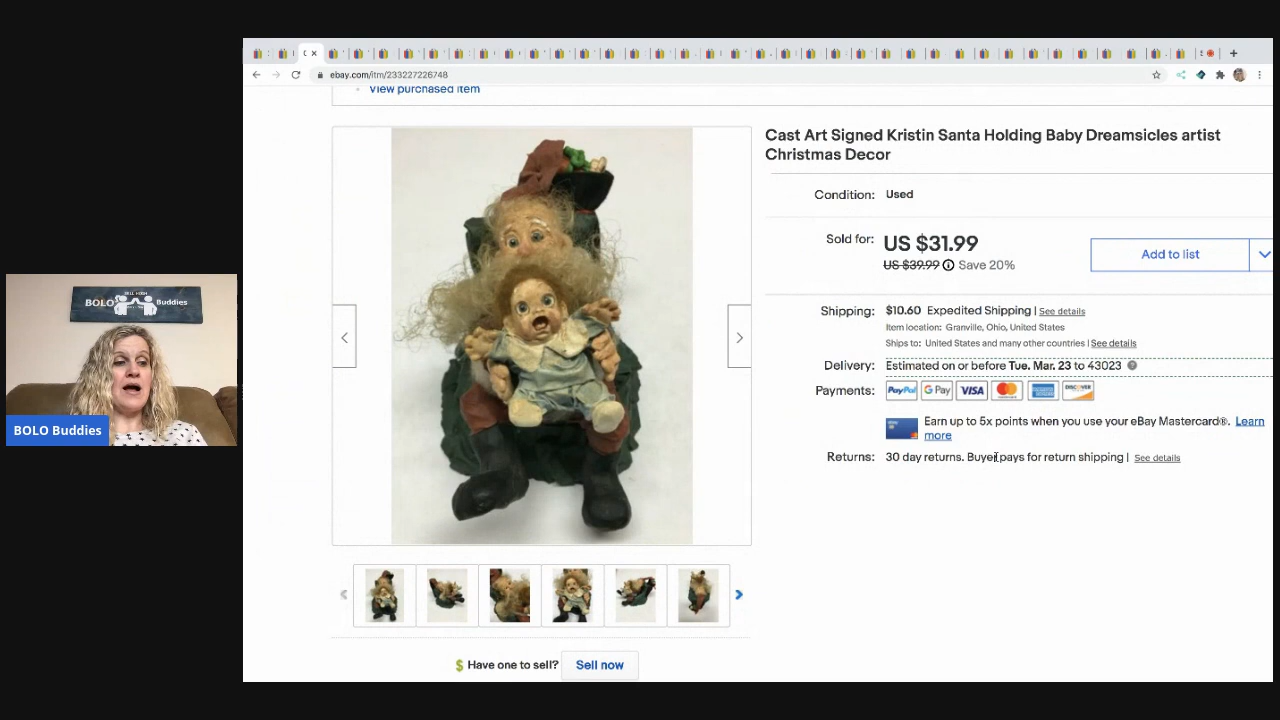 ebay.com/itm/233227226748
View purchased item
Cast Art Signed Kristin Santa Holding Baby Dreamsicles artist
Christmas Decor
Condition: Used
Sold for: US $31.99
US $39.99 Save 20%
Add to list
Shipping: $10.60 Expedited Shipping | See details
Item location: Granville, Ohio, United States
Ships to: United States and many other countries | See details
Delivery: Estimated on or before Tue. Mar. 23 to 43023
Payments: PayPal G Pay VISA DISCOVER
Earn up to 5x points when you use your eBay Mastercard®. Learn
more
Returns: 30 day returns. Buyer pays for return shipping | See details
Have one to sell? Sell now
BOLO Buddies
BOLO Buddies